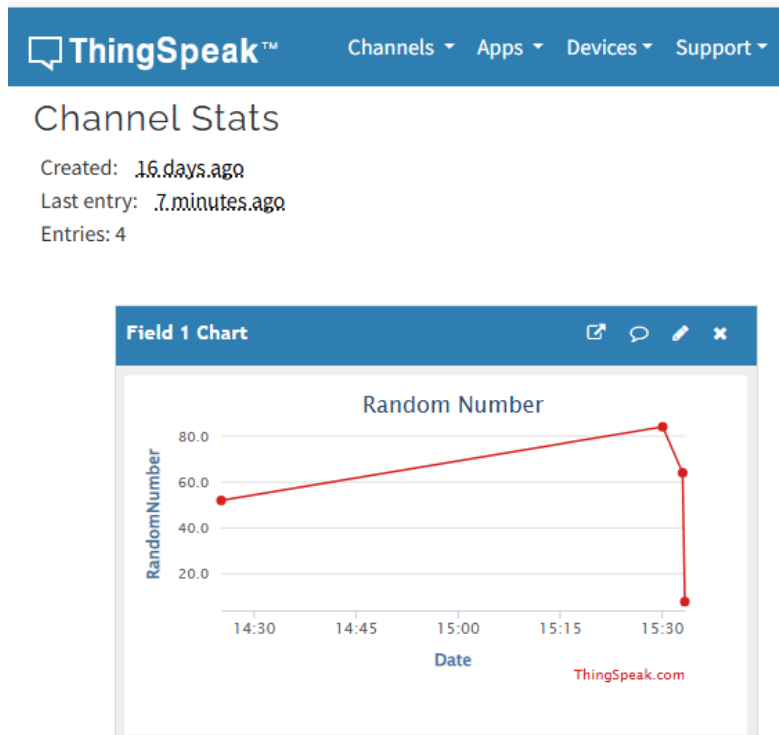 ThingSpeak™ Channels Apps Devices Support
Channel Stats
Created: 16 days ago
Last entry: 7 minutes ago
Entries: 4
Field 1 Chart
Random Number
RandomNumber
80.0
60.0
40.0
20.0
14:30 14:45 15:00 15:15 15:30
Date
ThingSpeak.com